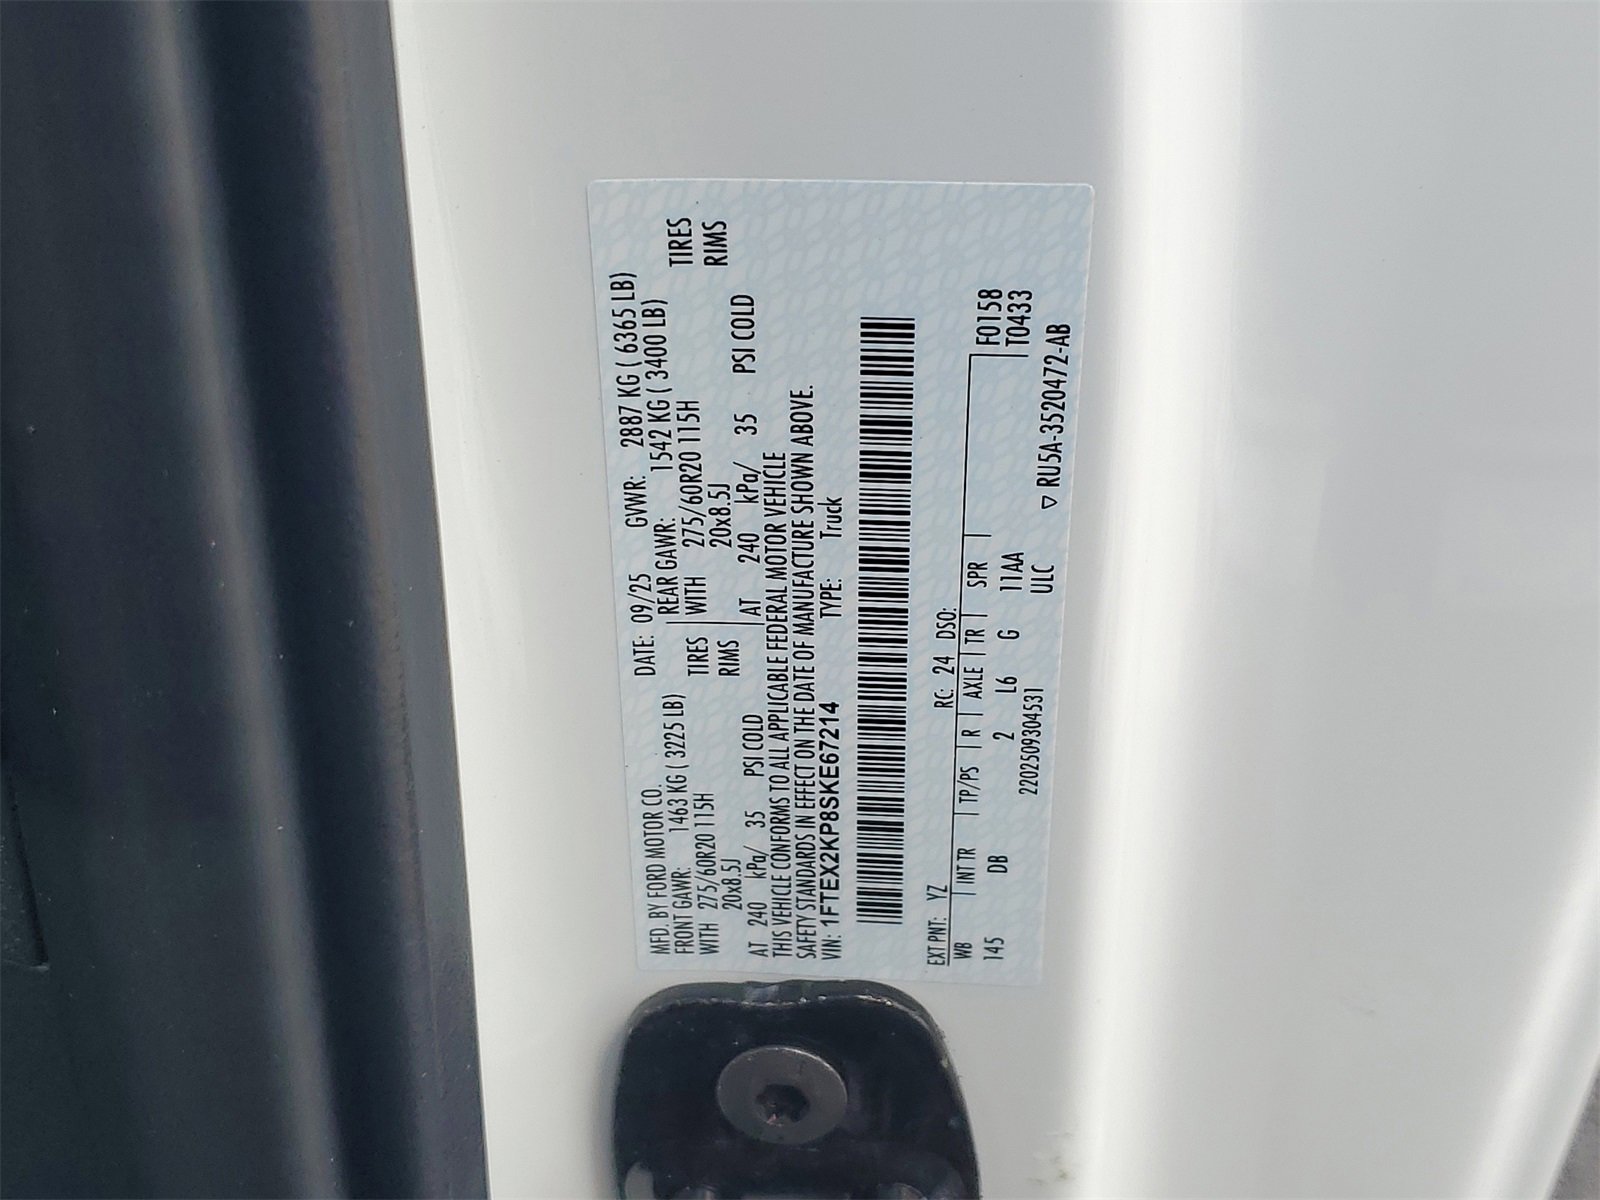 MFD. BY FORD MOTOR CO. DATE: 09/25 GVWR: 2887 KG ( 6365 LB)
FRONT GAWR: 1463 KG ( 3225 LB) REAR GAWR: 1542 KG ( 3400 LB)
WITH 275/60R20 115H TIRES WITH 275/60R20 115H TIRES
20x8.5J RIMS 20x8.5J RIMS
AT 240 kPa/ 35 PSI COLD AT 240 kPa/ 35 PSI COLD
THIS VEHICLE CONFORMS TO ALL APPLICABLE FEDERAL MOTOR VEHICLE
SAFETY STANDARDS IN EFFECT ON THE DATE OF MANUFACTURE SHOWN ABOVE.
VIN: 1FTEX2KP8SKE67214 TYPE: Truck
EXT PNT: YZ RC: 24 DSO:
WB INT TR TP/PS R AXLE TR SPR F0158
145 DB 2 L6 G 11AA T0433
2202509304531 ULC
▽ RU5A-3520472-AB